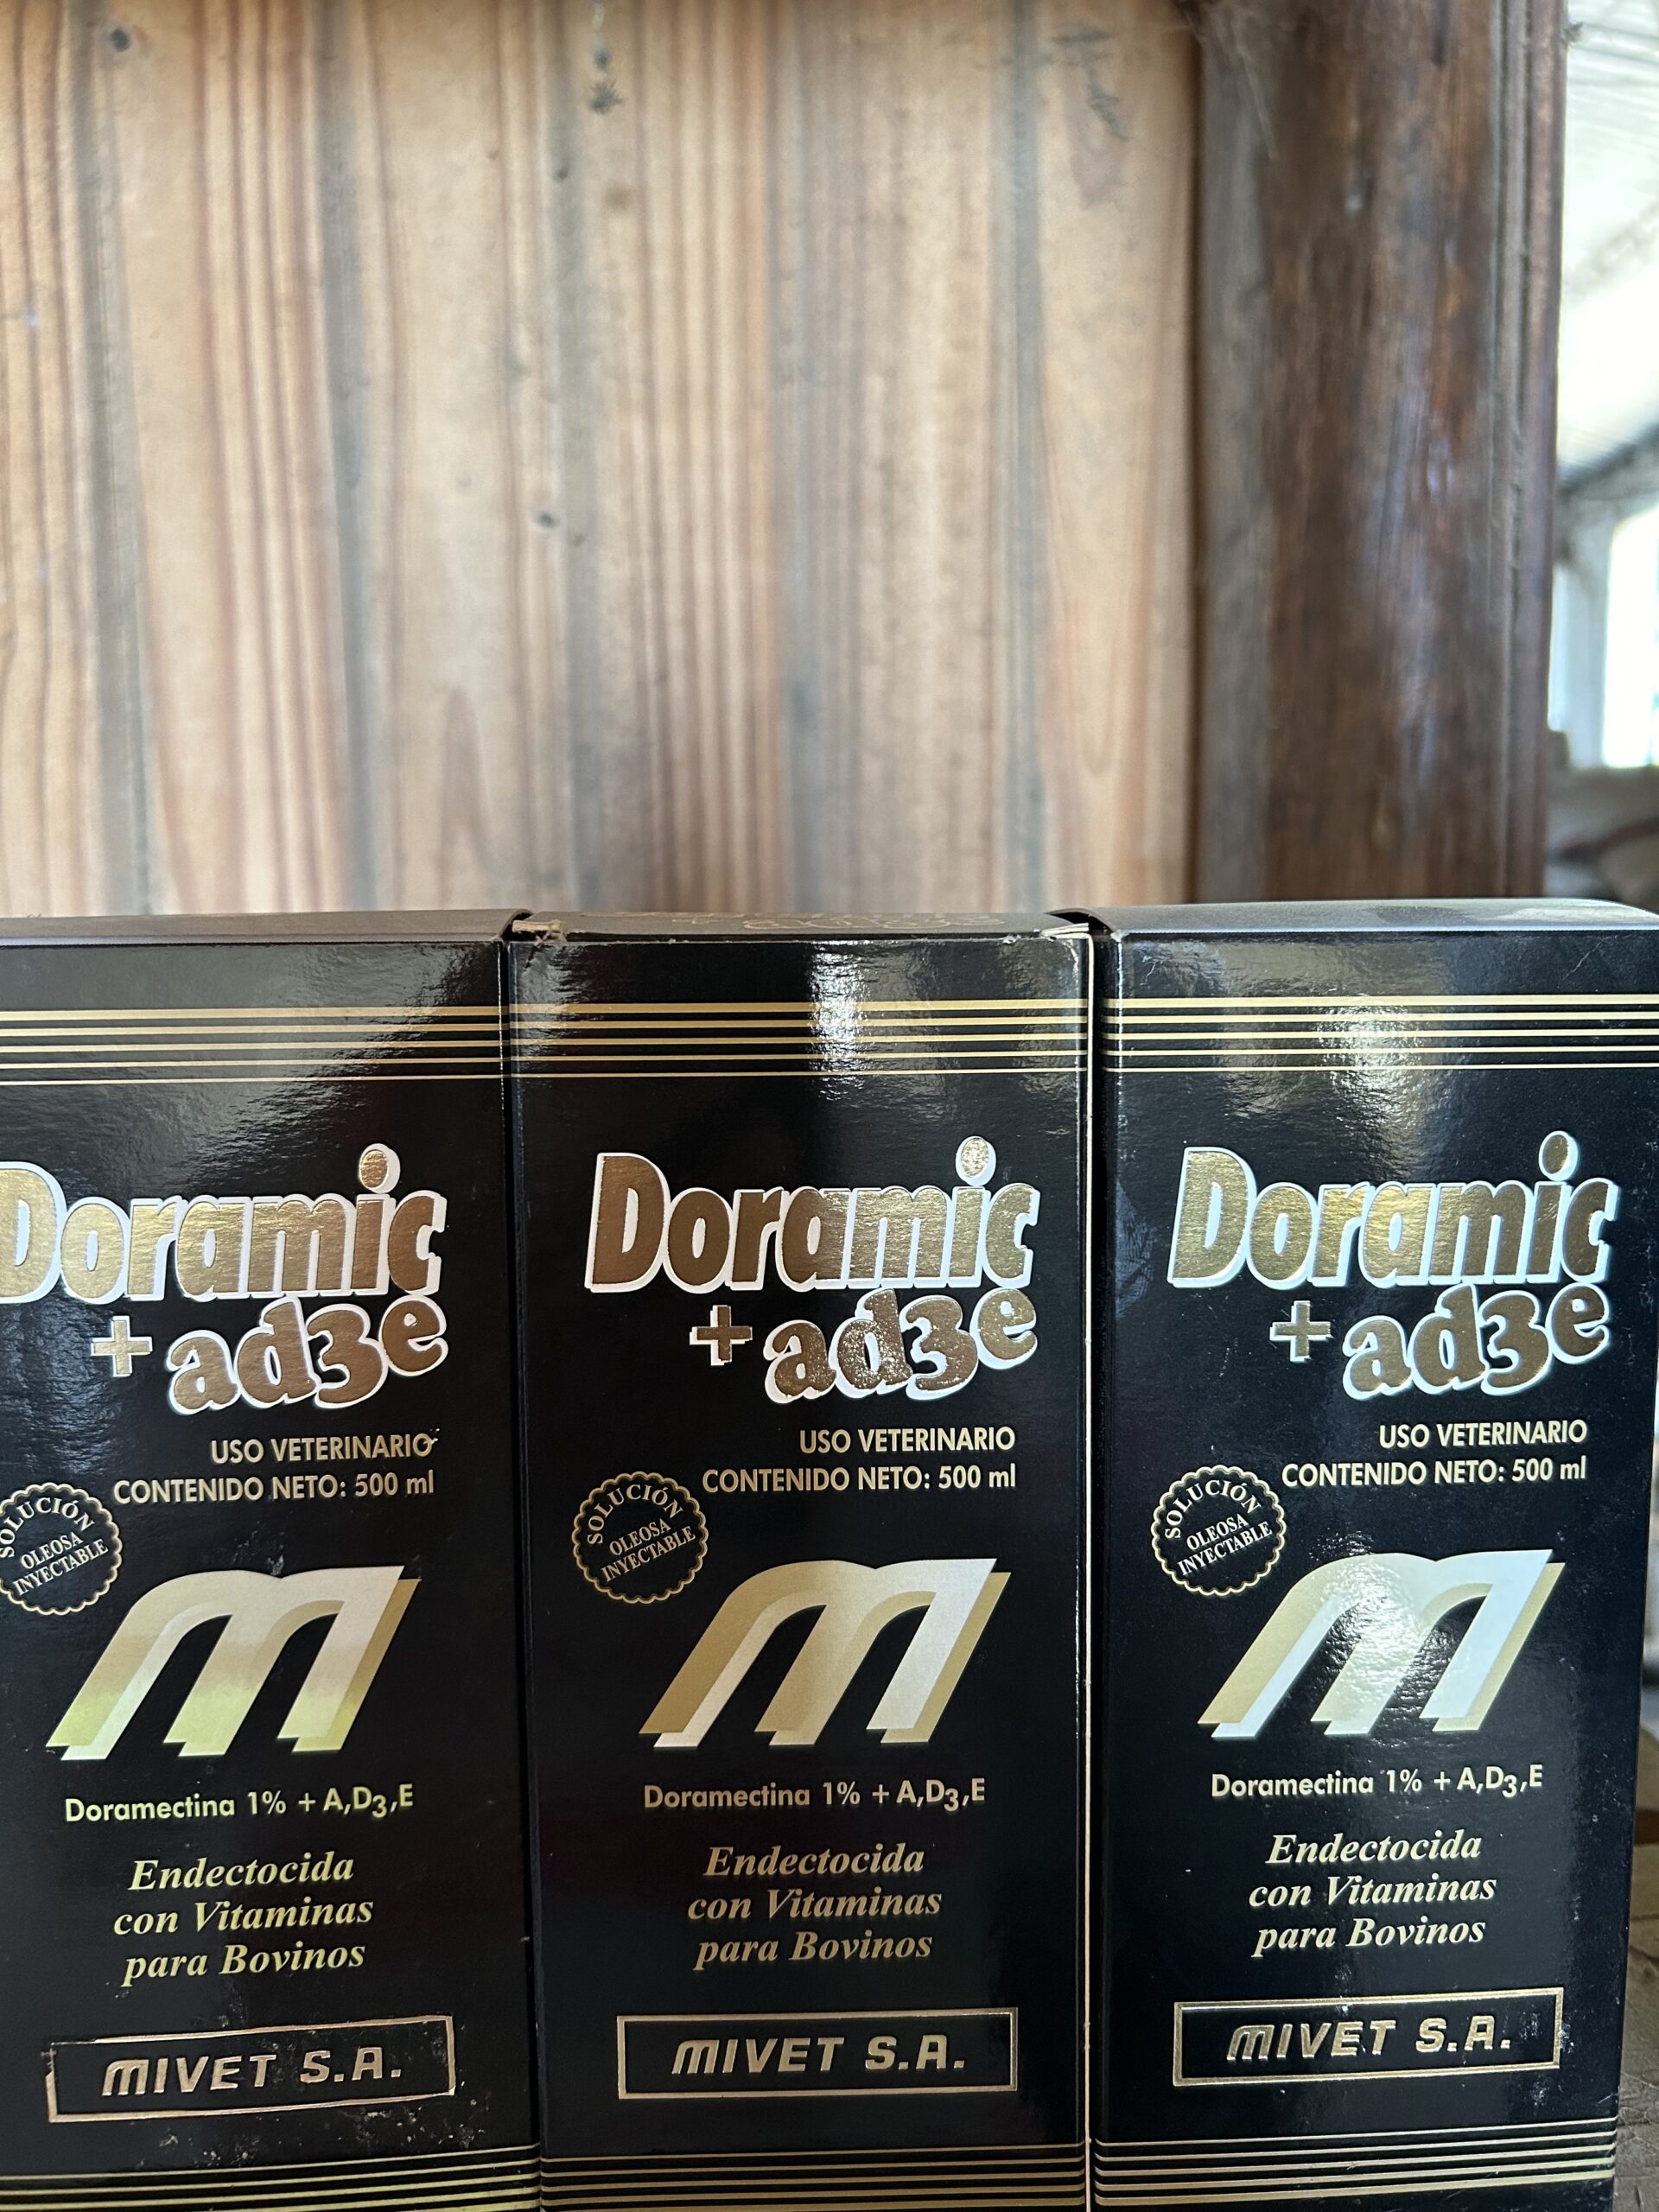 Doramic
+ ad3e
USO VETERINARIO
CONTENIDO NETO: 500 ml
SOLUCIÓN
OLEOSA
INYECTABLE
m
Doramectina 1% + A,D3,E
Endectocida
con Vitaminas
para Bovinos
MIVET S.A.
Doramic
+ ad3e
USO VETERINARIO
CONTENIDO NETO: 500 ml
SOLUCIÓN
OLEOSA
INYECTABLE
m
Doramectina 1% + A,D3,E
Endectocida
con Vitaminas
para Bovinos
MIVET S.A.
Doramic
+ ad3e
USO VETERINARIO
CONTENIDO NETO: 500 ml
SOLUCIÓN
OLEOSA
INYECTABLE
m
Doramectina 1% + A,D3,E
Endectocida
con Vitaminas
para Bovinos
MIVET S.A.